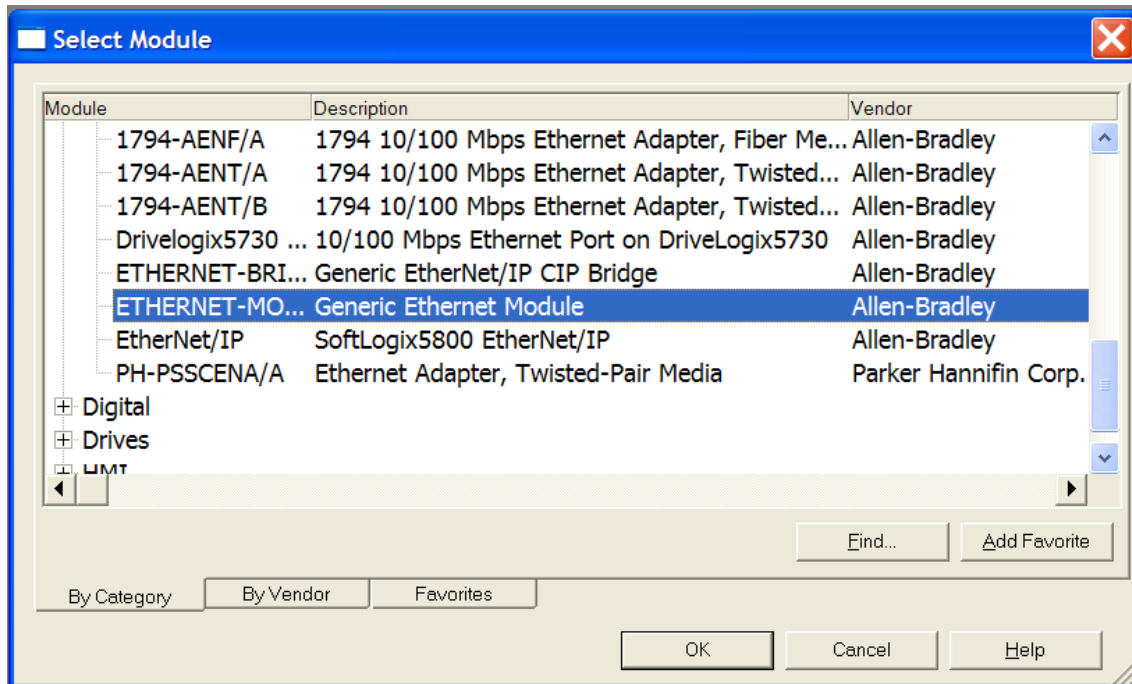 Select Module
Module Description Vendor
1794-AENF/A 1794 10/100 Mbps Ethernet Adapter, Fiber Me... Allen-Bradley
1794-AENT/A 1794 10/100 Mbps Ethernet Adapter, Twisted... Allen-Bradley
1794-AENT/B 1794 10/100 Mbps Ethernet Adapter, Twisted... Allen-Bradley
Drivelogix5730 ... 10/100 Mbps Ethernet Port on DriveLogix5730 Allen-Bradley
ETHERNET-BRI... Generic EtherNet/IP CIP Bridge Allen-Bradley
ETHERNET-MO... Generic Ethernet Module Allen-Bradley
EtherNet/IP SoftLogix5800 EtherNet/IP Allen-Bradley
PH-PSSCENA/A Ethernet Adapter, Twisted-Pair Media Parker Hannifin Corp.
Digital
Drives
HMI
Find... Add Favorite
By Category By Vendor Favorites
OK Cancel Help